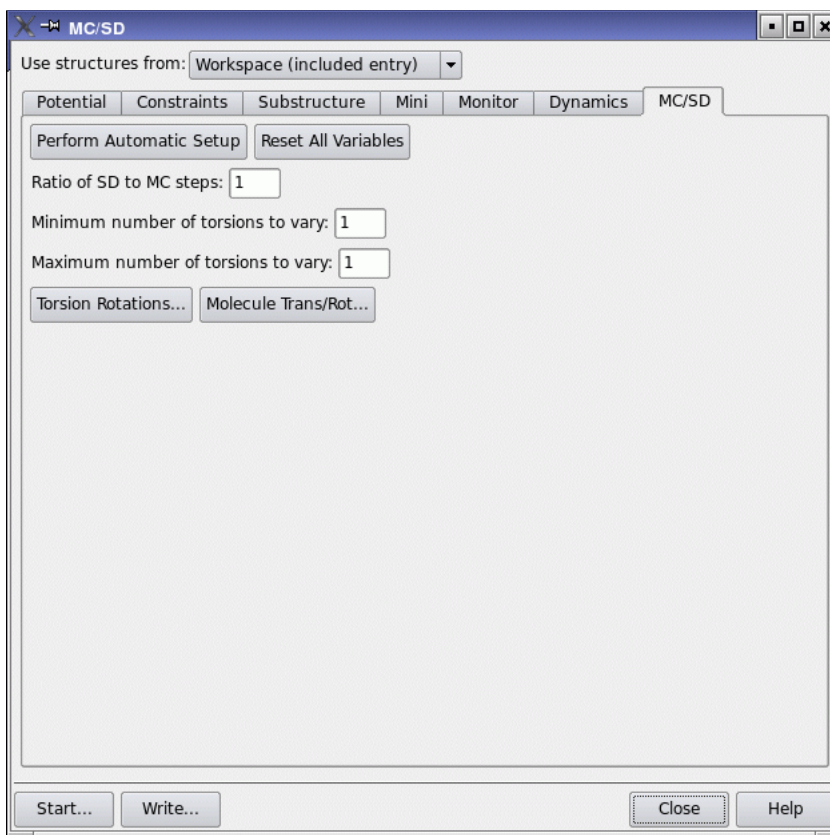 MC/SD
Use structures from: Workspace (included entry)
Potential Constraints Substructure Mini Monitor Dynamics MC/SD
Perform Automatic Setup Reset All Variables
Ratio of SD to MC steps: 1
Minimum number of torsions to vary: 1
Maximum number of torsions to vary: 1
Torsion Rotations... Molecule Trans/Rot...
Start... Write... Close Help